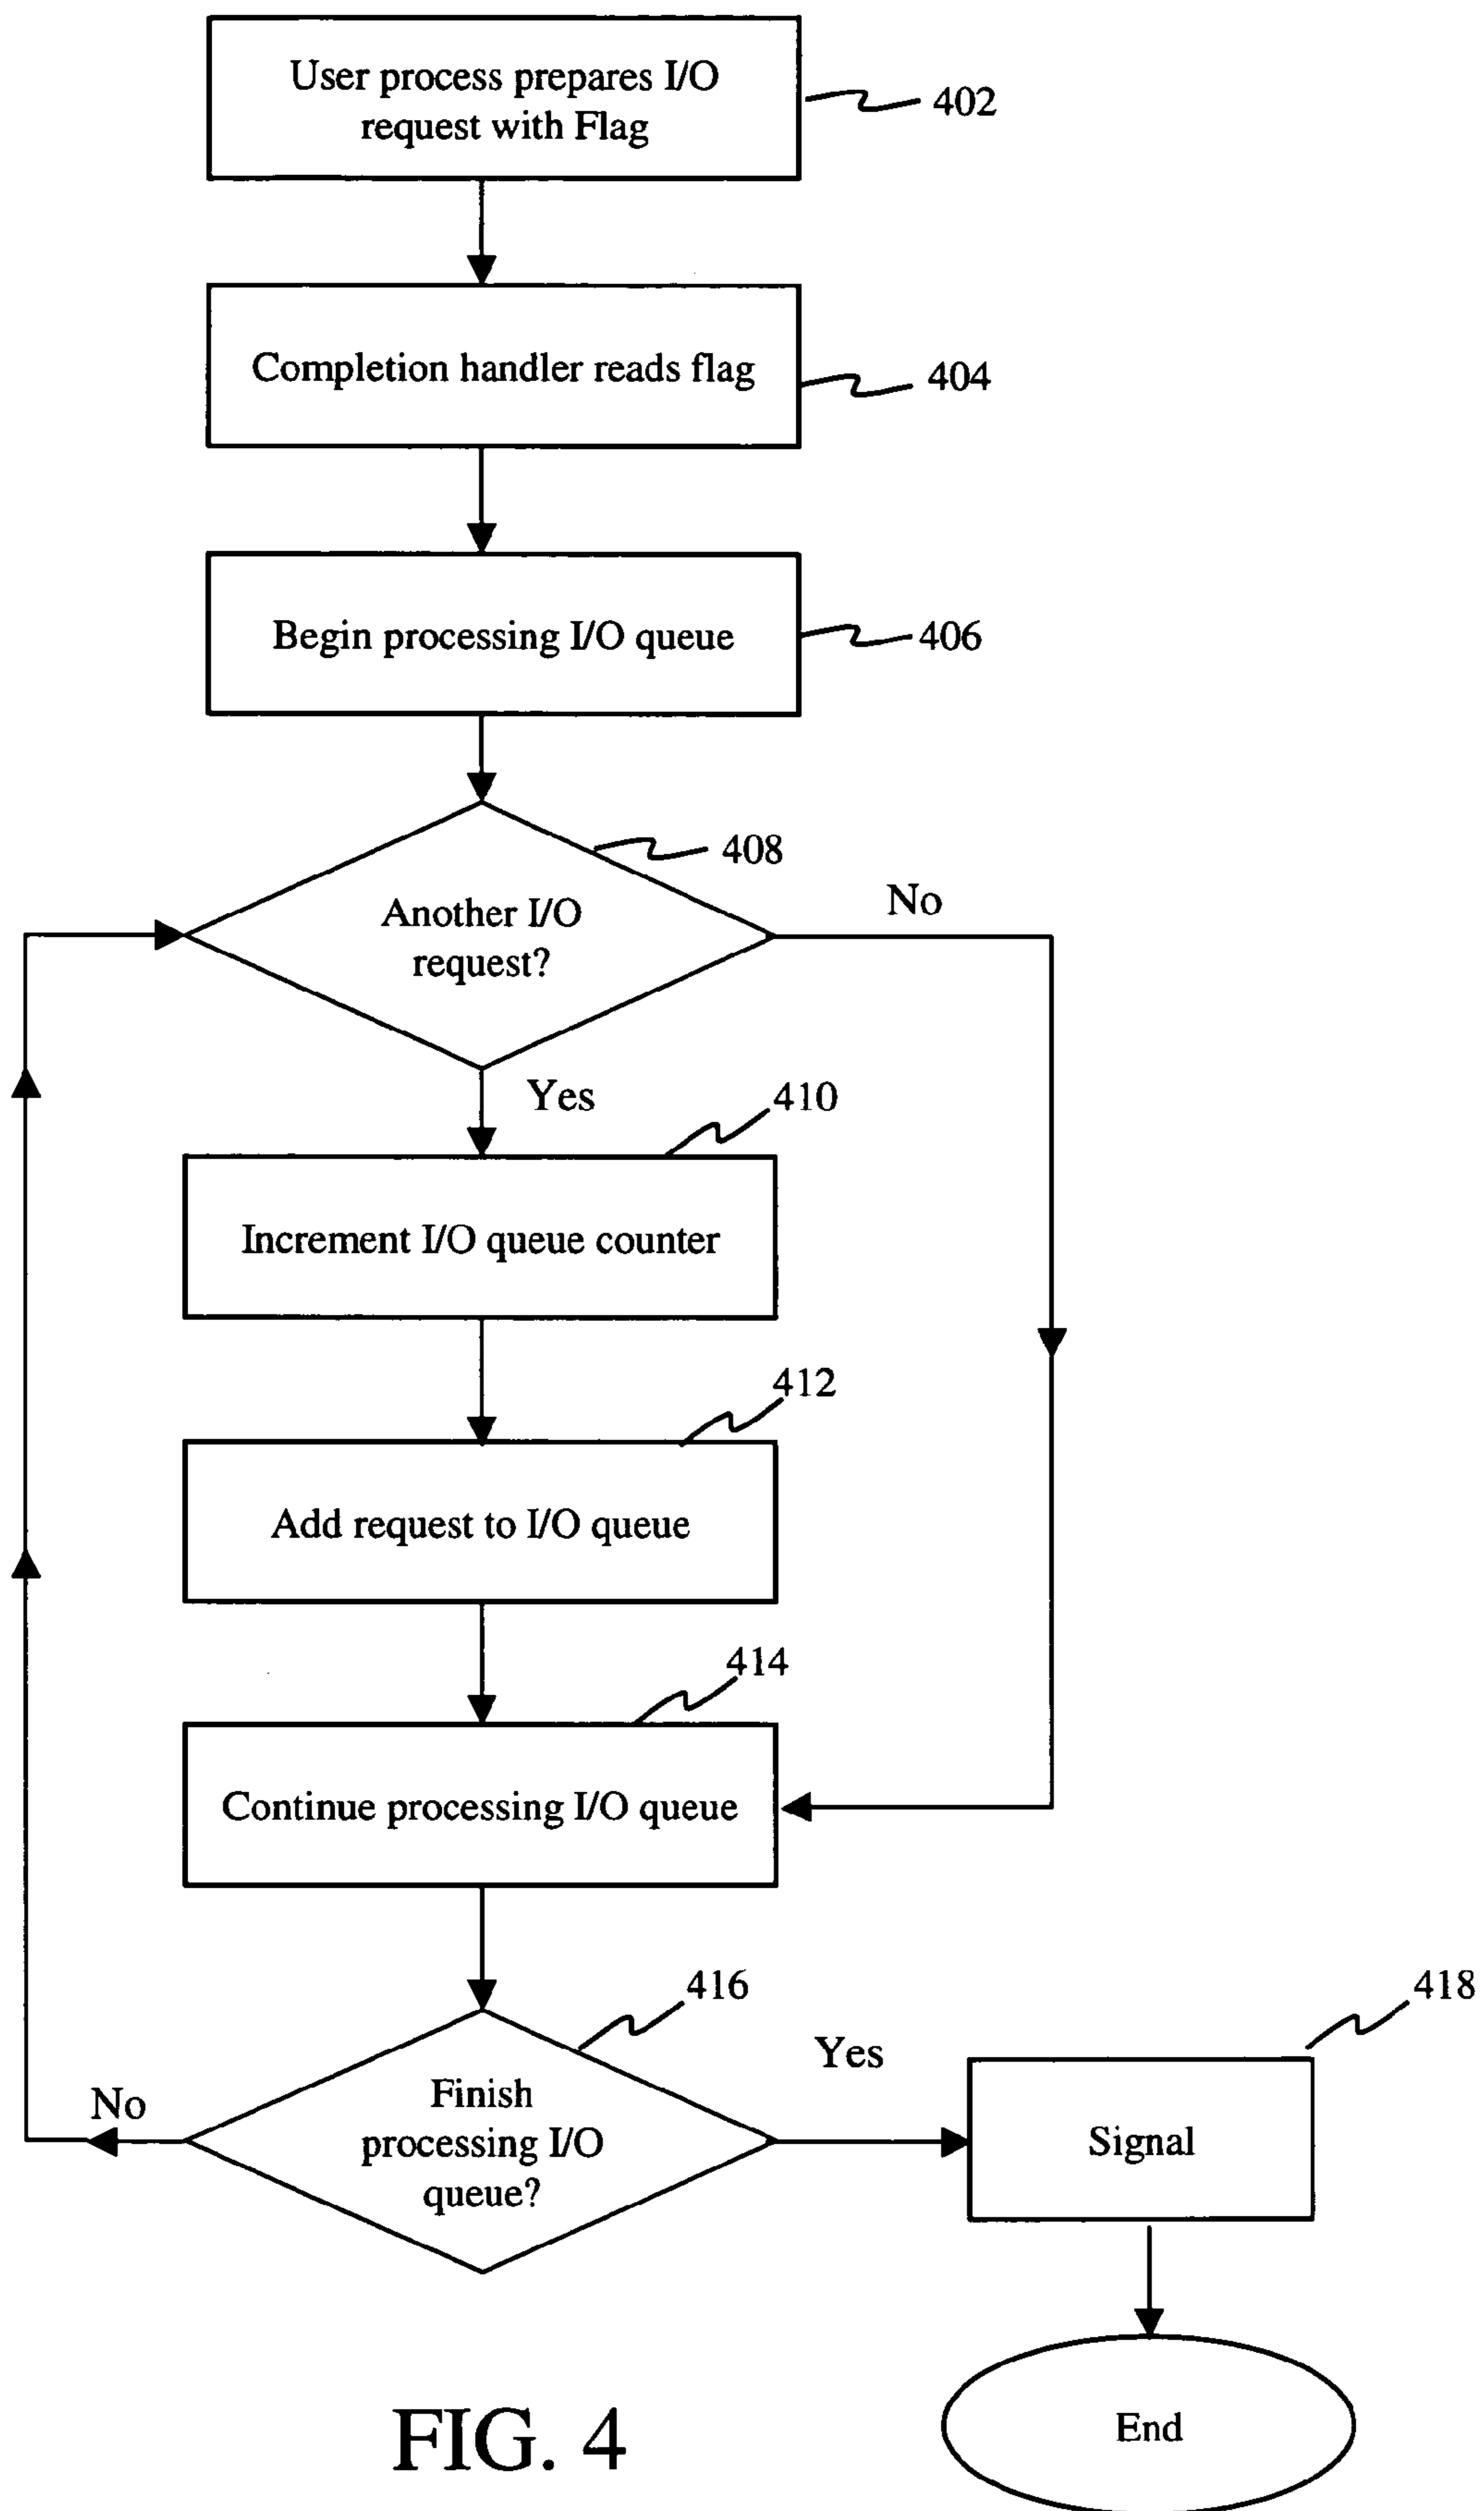 User process prepares I/O
request with Flag
402
Completion handler reads flag
404
Begin processing I/O queue
406
408
Another I/O
request?
No
Yes
410
Increment I/O queue counter
412
Add request to I/O queue
414
Continue processing I/O queue
416
418
Yes
No
Finish
processing I/O
queue?
Signal
End
FIG. 4